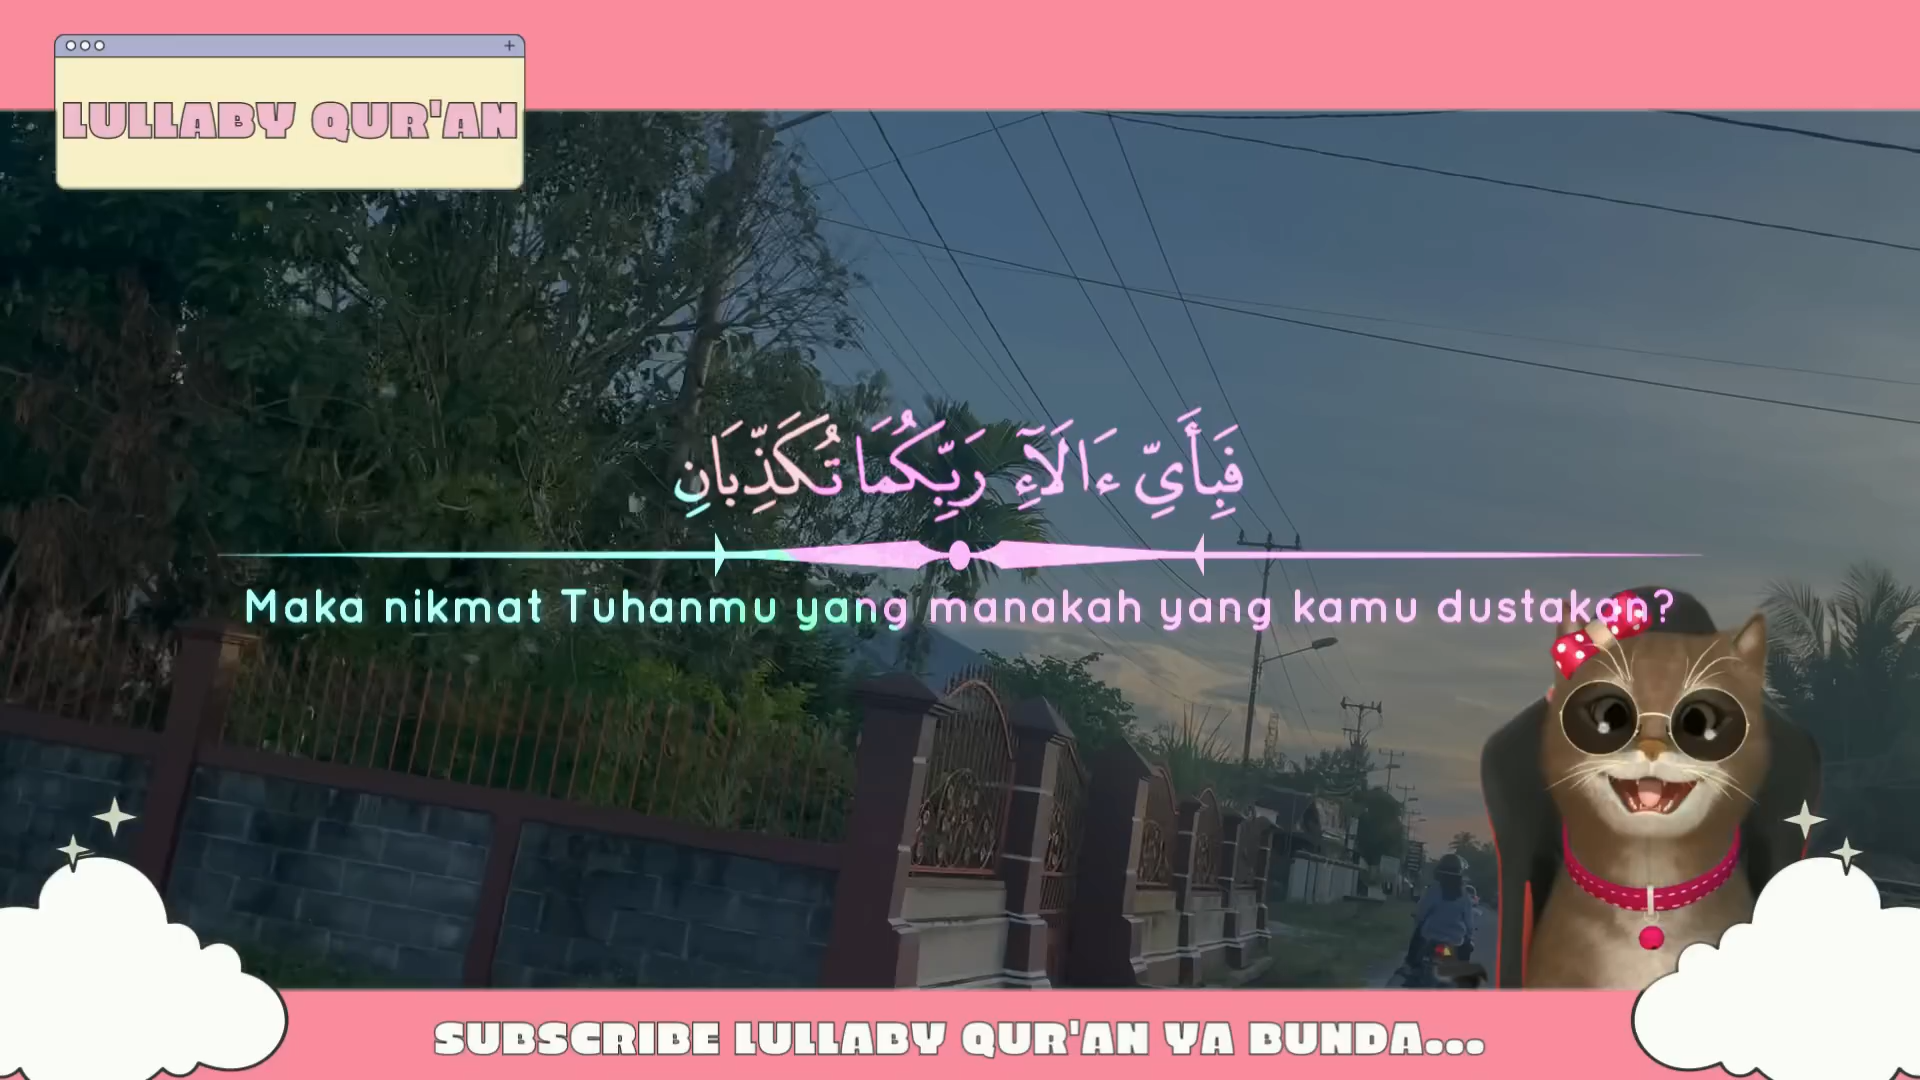 LULLABY QUR'AN
فَبِأَيِّ ءَالَآءِ رَبِّكُمَا تُكَذِّبَانِ
Maka nikmat Tuhanmu yang manakah yang kamu dustakan?
SUBSCRIBE LULLABY QUR'AN YA BUNDA...